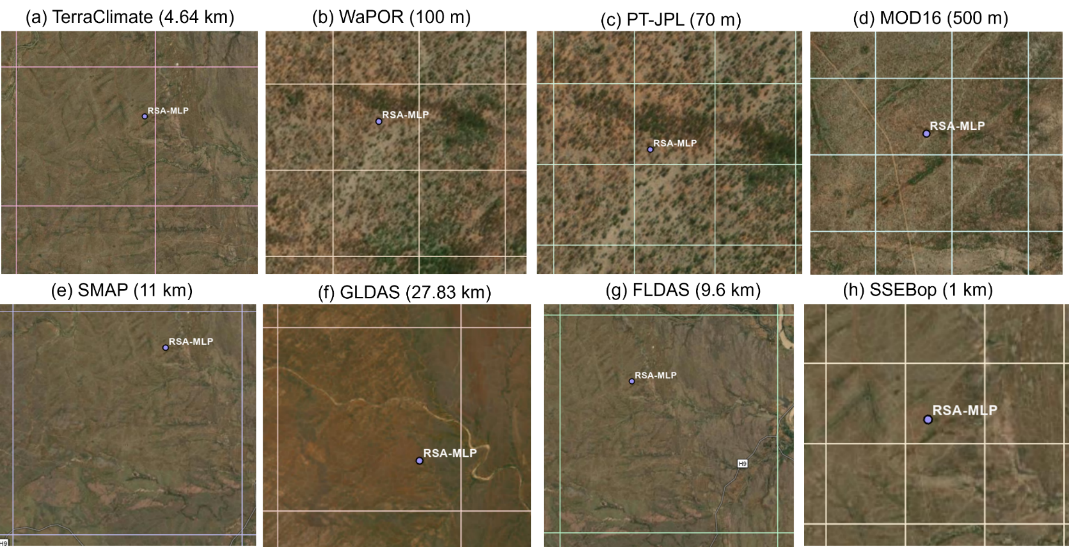 (a) TerraClimate (4.64 km)
(b) WaPOR (100 m)
(c) PT-JPL (70 m)
(d) MOD16 (500 m)
RSA-MLP
RSA-MLP
RSA-MLP
RSA-MLP
(e) SMAP (11 km)
(f) GLDAS (27.83 km)
(g) FLDAS (9.6 km)
(h) SSEBop (1 km)
RSA-MLP
RSA-MLP
RSA-MLP
RSA-MLP
H9
H9